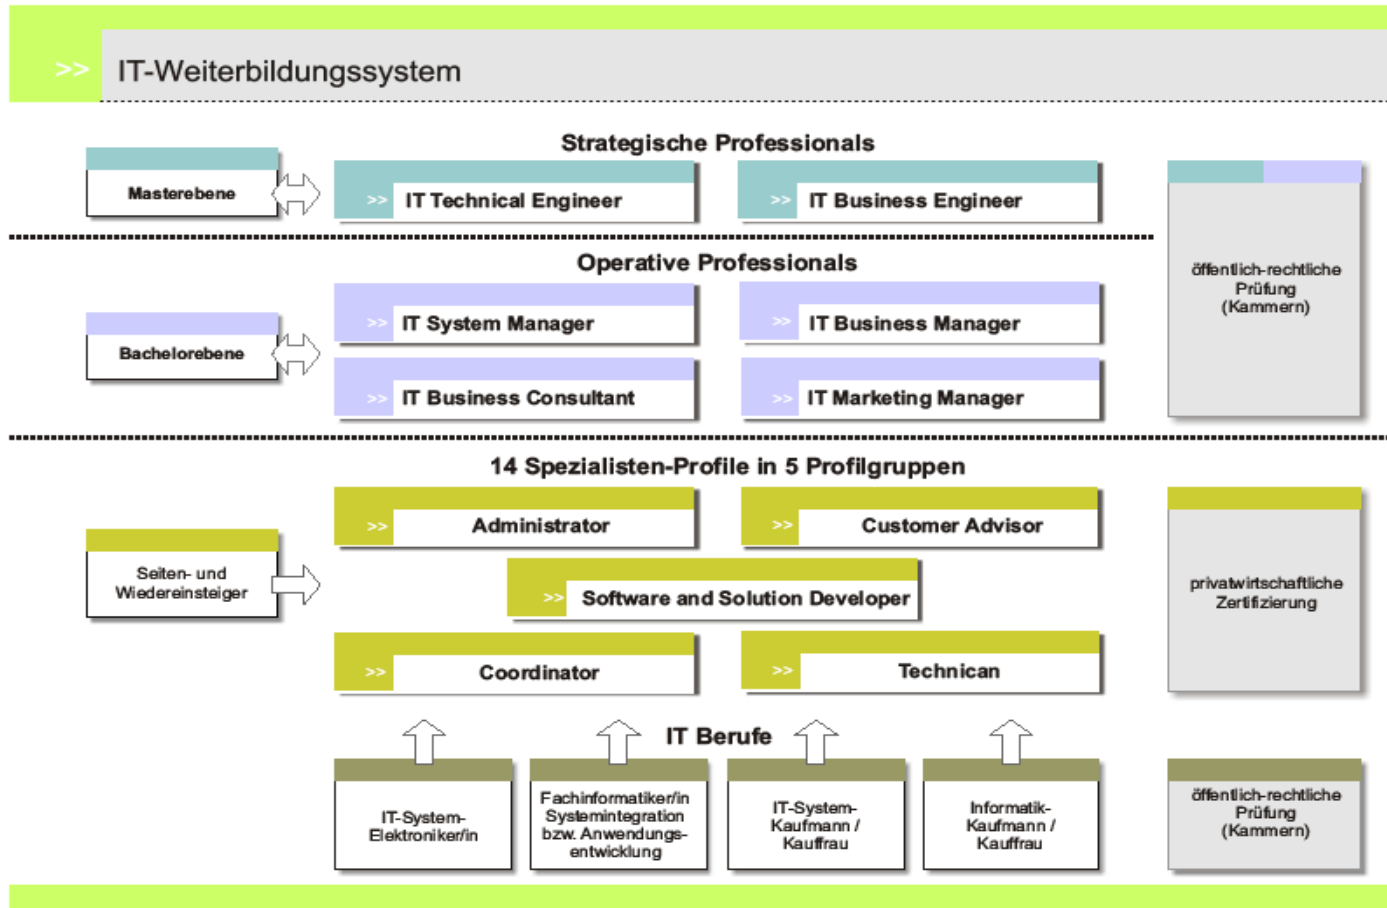 >> IT-Weiterbildungssystem
Strategische Professionals
Masterebene
>> IT Technical Engineer
>> IT Business Engineer
öffentlich-rechtliche
Prüfung
(Kammern)
Operative Professionals
Bachelorebene
>> IT System Manager
>> IT Business Manager
>> IT Business Consultant
>> IT Marketing Manager
14 Spezialisten-Profile in 5 Profilgruppen
>> Administrator
>> Customer Advisor
Seiten- und
Wiedereinsteiger
>> Software and Solution Developer
privatwirtschaftliche
Zertifizierung
>> Coordinator
>> Technican
IT Berufe
IT-System-
Elektroniker/in
Fachinformatiker/in
Systemintegration
bzw. Anwendungs-
entwicklung
IT-System-
Kaufmann /
Kauffrau
Informatik-
Kaufmann /
Kauffrau
öffentlich-rechtliche
Prüfung
(Kammern)